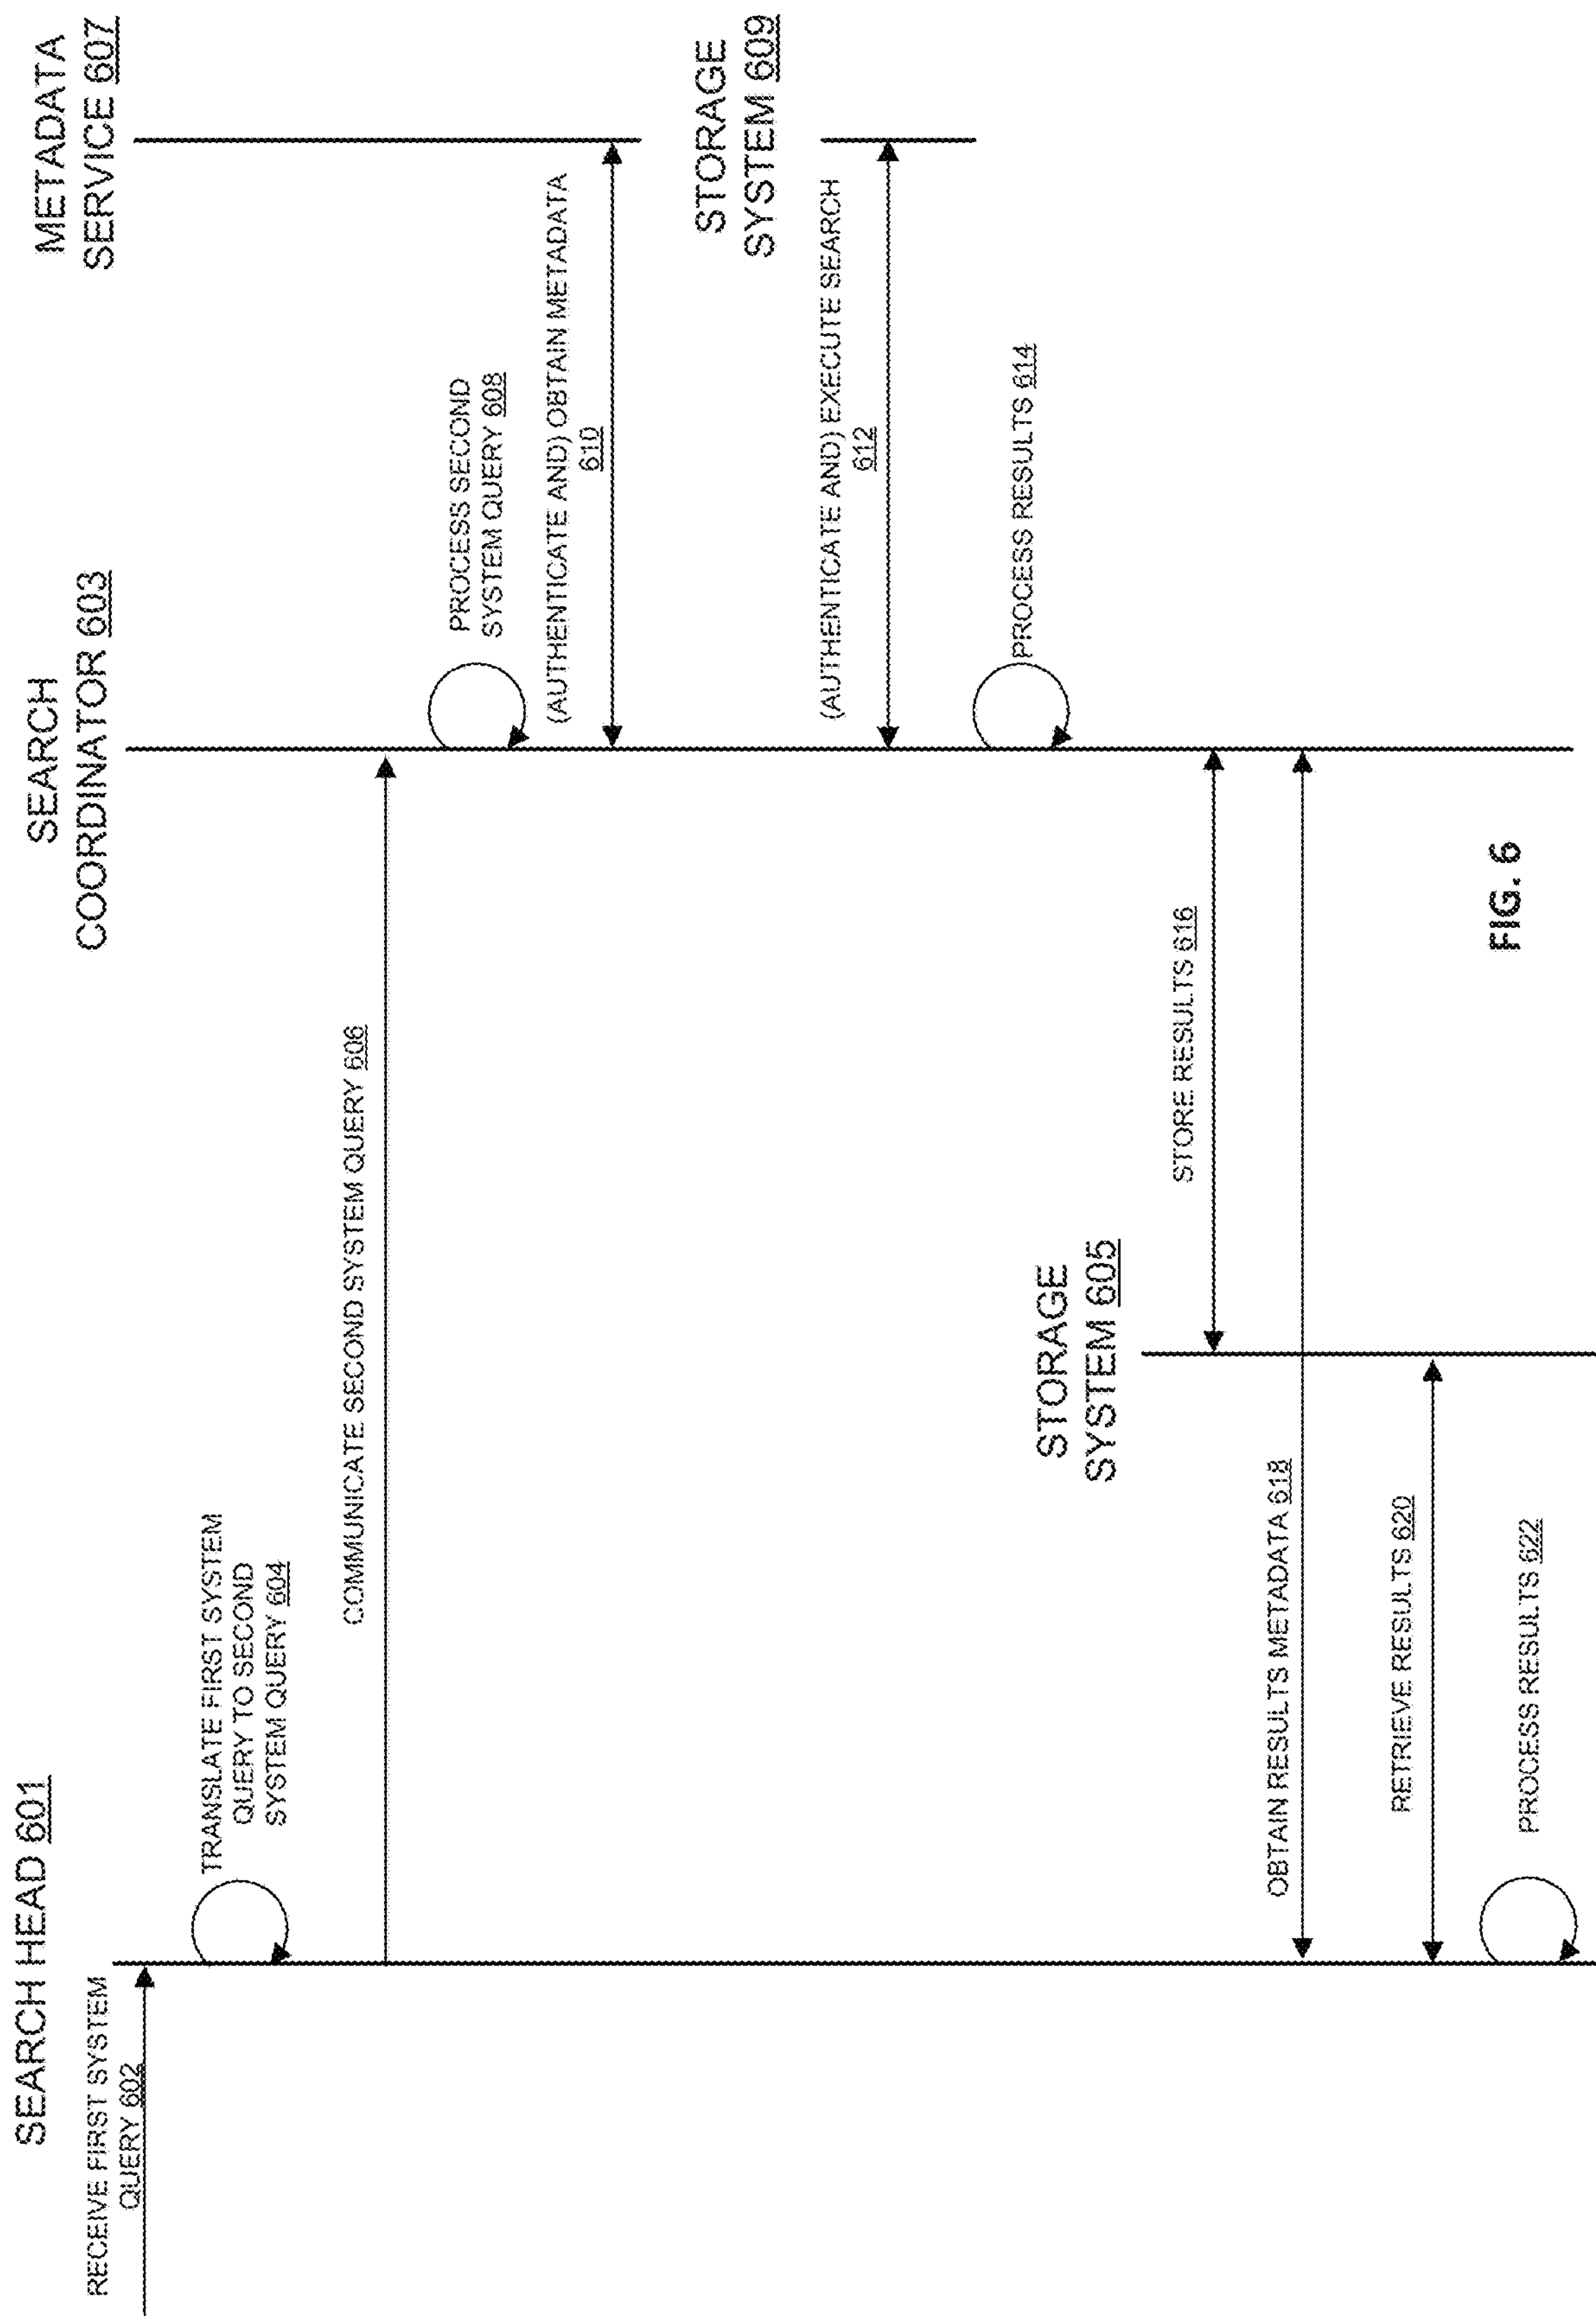 SEARCH HEAD 601
SEARCH
COORDINATOR 603
METADATA
SERVICE 607
RECEIVE FIRST SYSTEM
QUERY 602
TRANSLATE FIRST SYSTEM
QUERY TO SECOND
SYSTEM QUERY 604
COMMUNICATE SECOND SYSTEM QUERY 606
PROCESS SECOND
SYSTEM QUERY 608
(AUTHENTICATE AND) OBTAIN METADATA
610
STORAGE
SYSTEM 609
(AUTHENTICATE AND) EXECUTE SEARCH
612
PROCESS RESULTS 614
STORAGE
SYSTEM 605
STORE RESULTS 616
OBTAIN RESULTS METADATA 618
RETRIEVE RESULTS 620
PROCESS RESULTS 622
FIG. 6